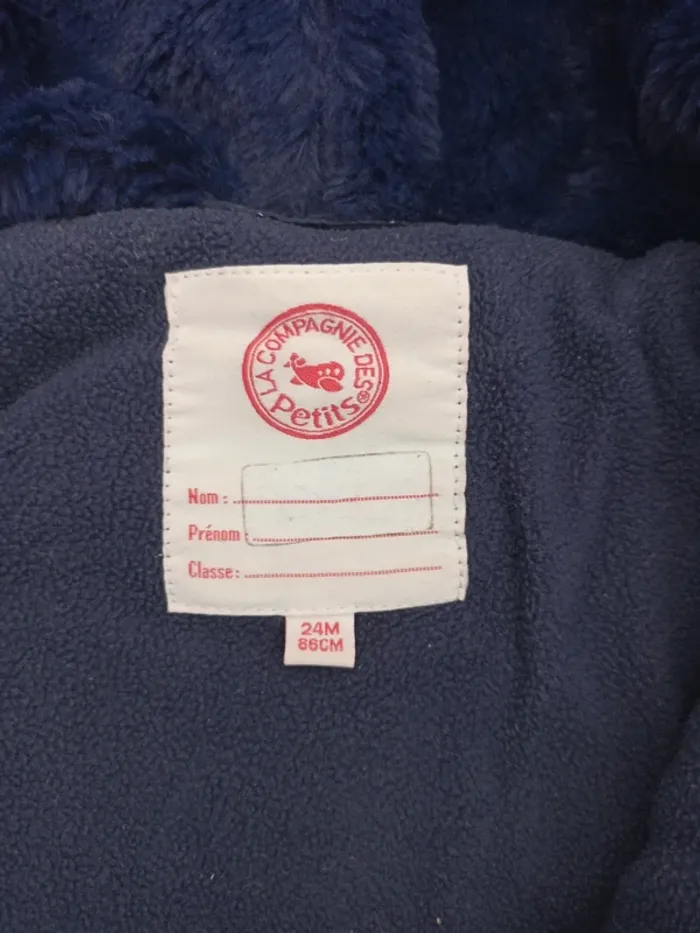 LA COMPAGNIE DES
Petits®
Nom :
Prénom
Classe :
24M
86CM